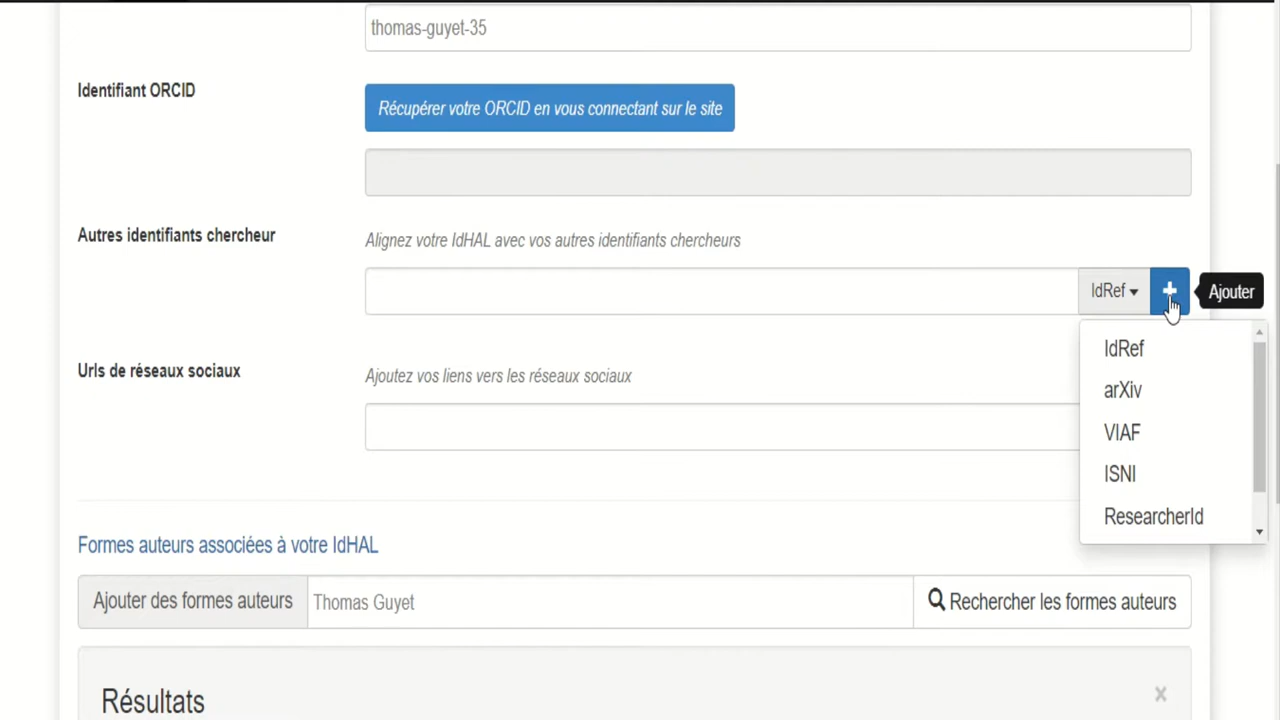 thomas-guyet-35
Identifiant ORCID
Récupérer votre ORCID en vous connectant sur le site
Autres identifiants chercheur
Alignez votre IdHAL avec vos autres identifiants chercheurs
IdRef
Ajouter
IdRef
arXiv
VIAF
ISNI
ResearcherId
Urls de réseaux sociaux
Ajoutez vos liens vers les réseaux sociaux
Formes auteurs associées à votre IdHAL
Ajouter des formes auteurs
Thomas Guyet
Rechercher les formes auteurs
Résultats